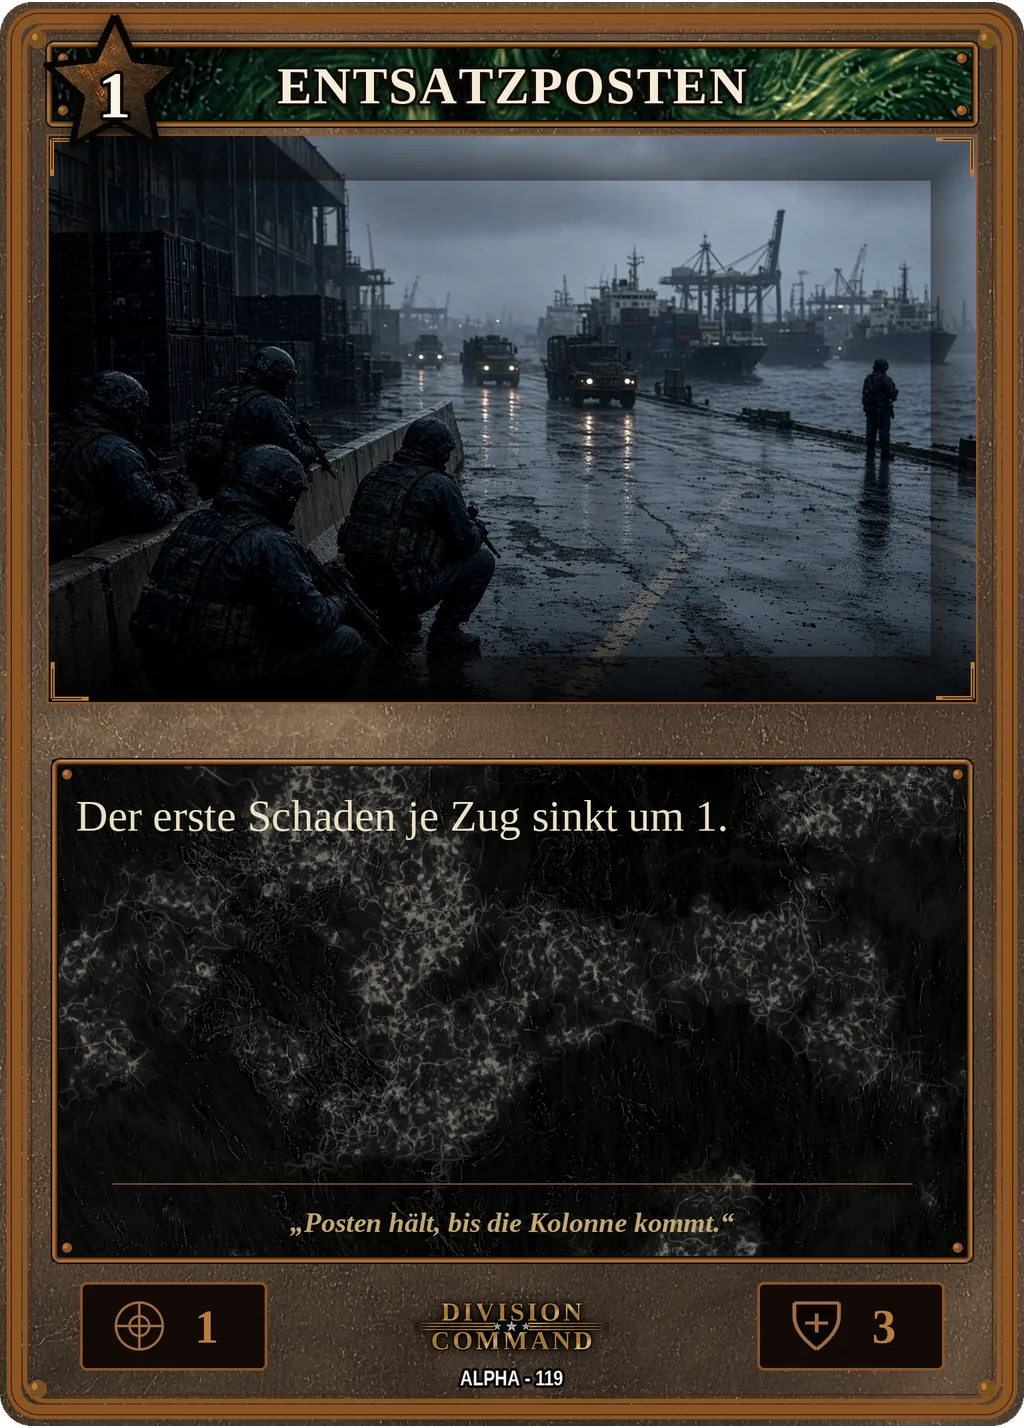 1
ENTSATZPOSTEN
Der erste Schaden je Zug sinkt um 1.
„Posten hält, bis die Kolonne kommt.“
1
DIVISION
COMMAND
3
ALPHA - 119